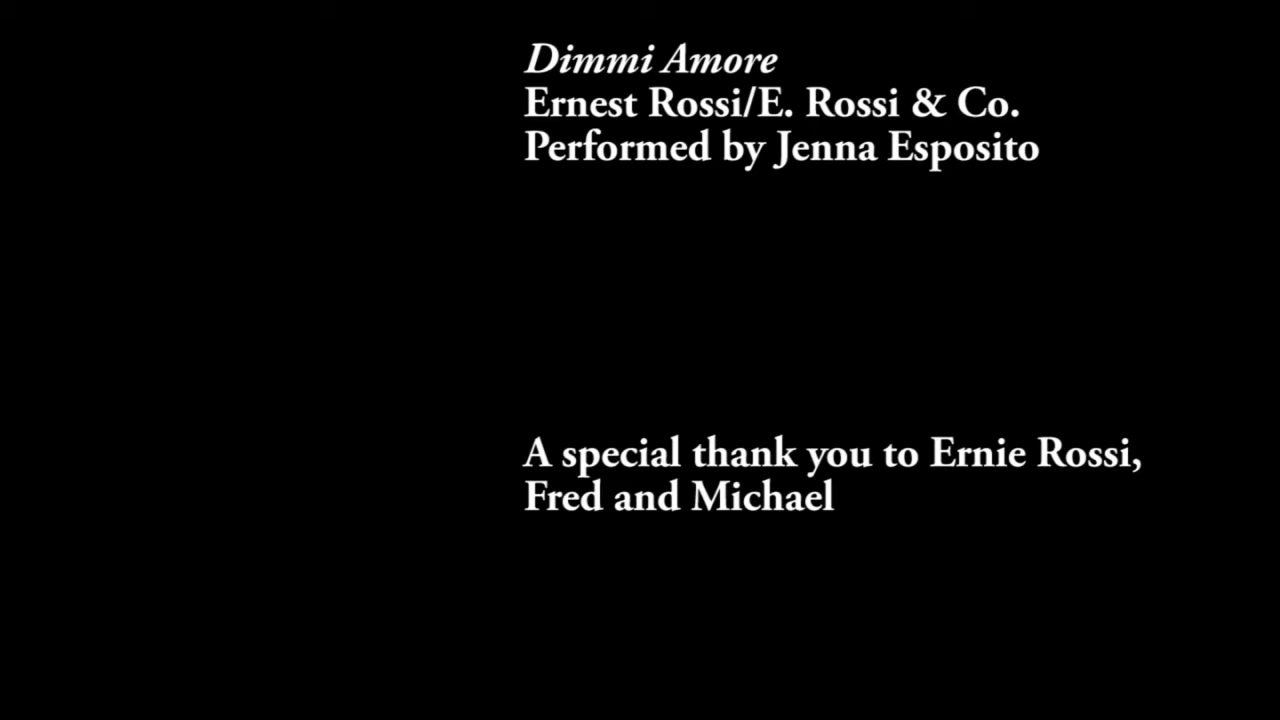 Dimmi Amore
Ernest Rossi/E. Rossi & Co.
Performed by Jenna Esposito
A special thank you to Ernie Rossi,
Fred and Michael